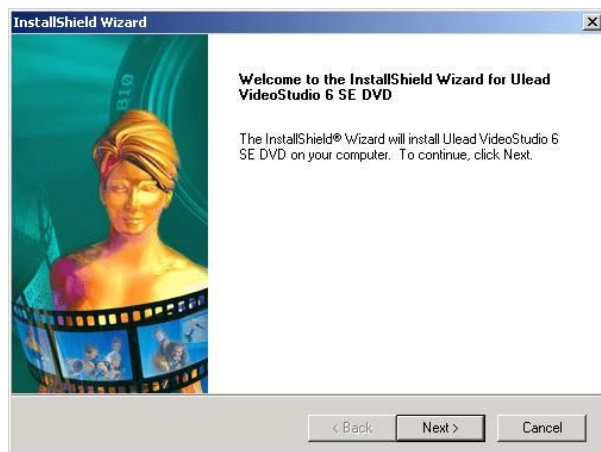 InstallShield Wizard
B10
Welcome to the InstallShield Wizard for Ulead
VideoStudio 6 SE DVD
The InstallShield® Wizard will install Ulead VideoStudio 6
SE DVD on your computer. To continue, click Next.
< Back
Next >
Cancel